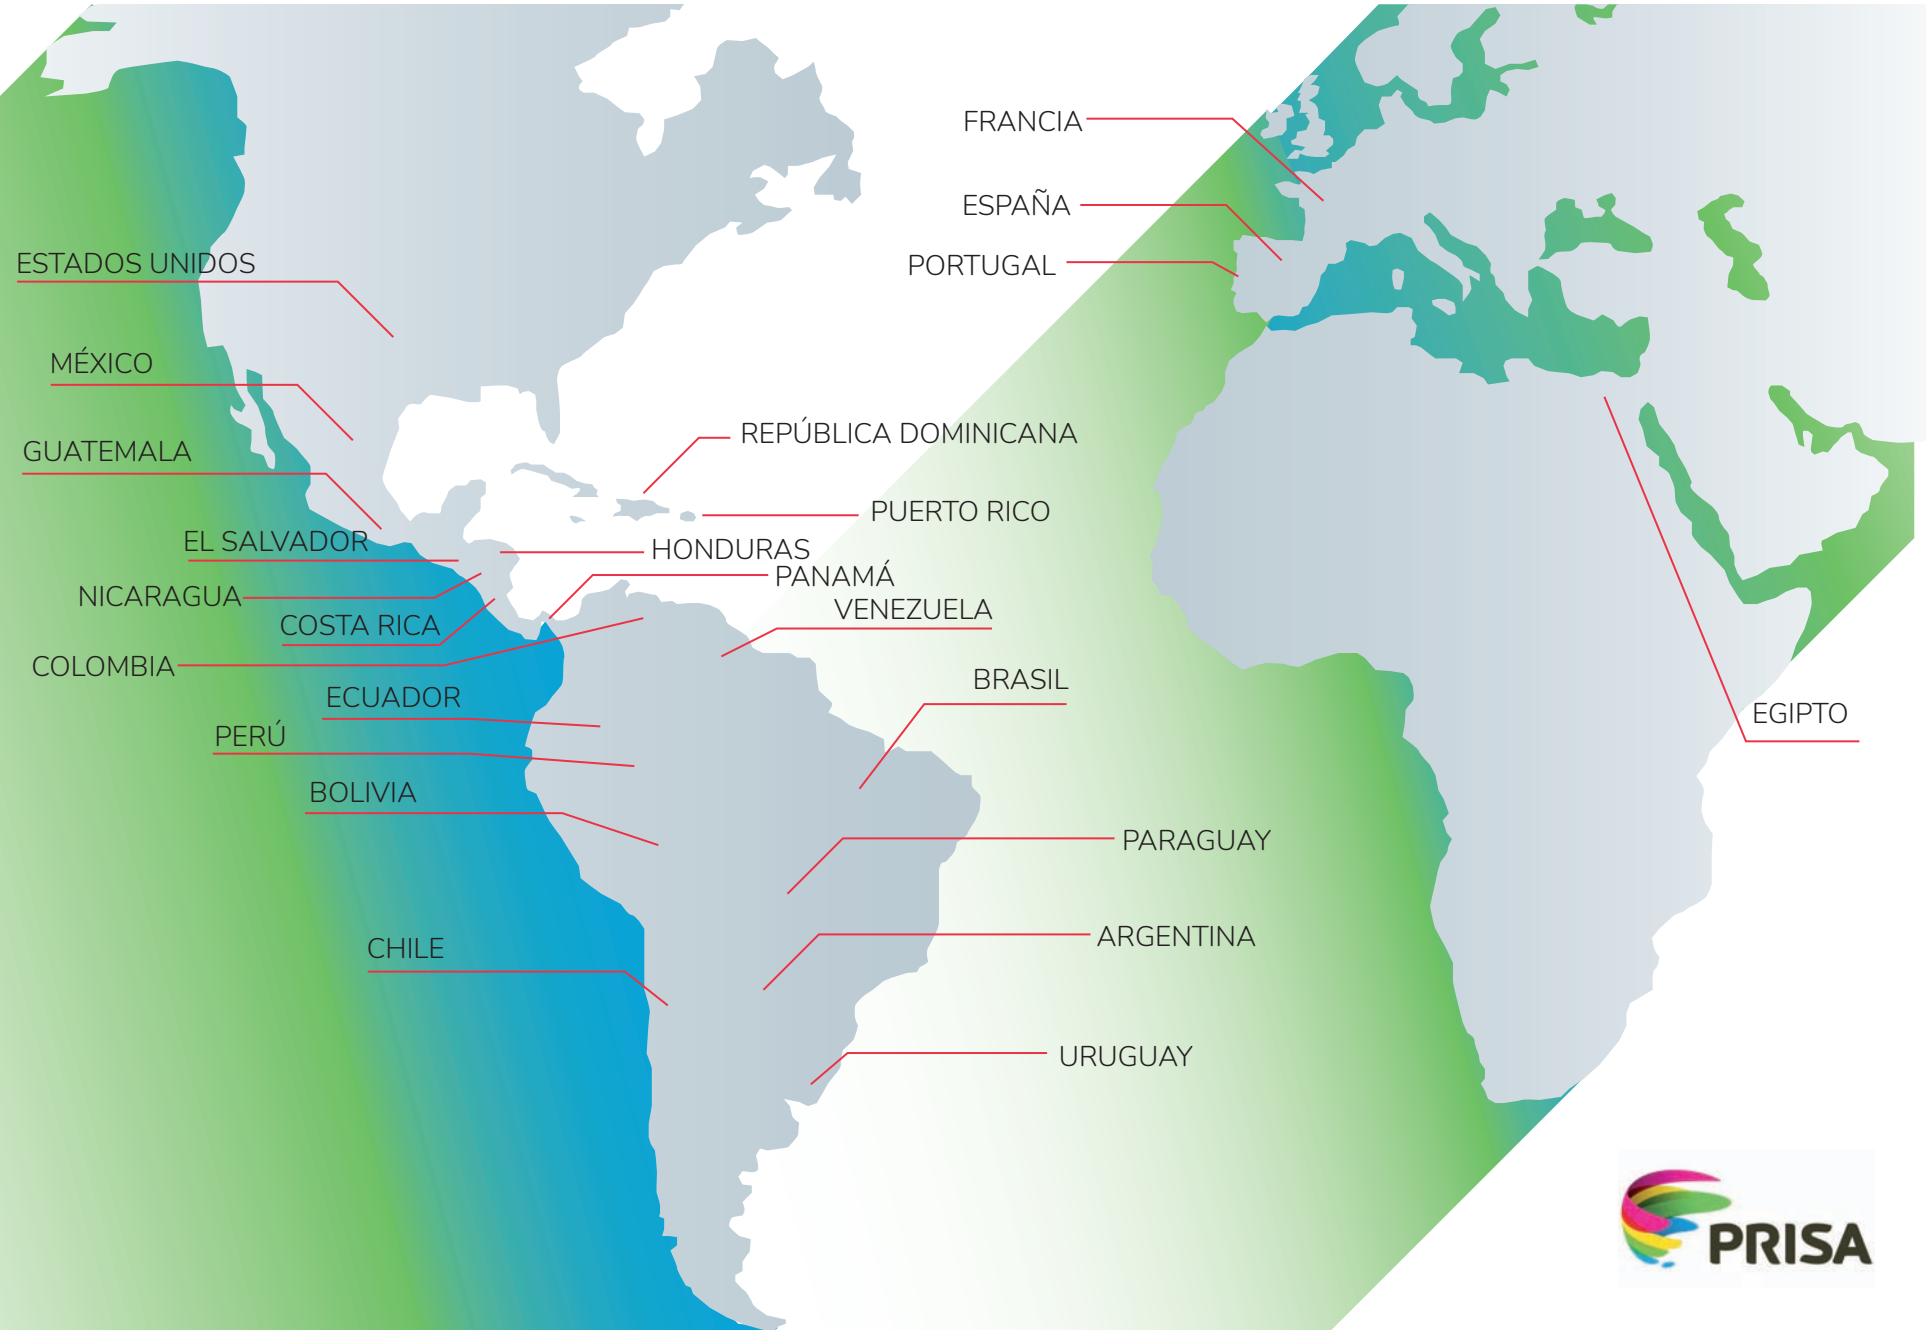 FRANCIA
ESPAÑA
PORTUGAL
ESTADOS UNIDOS
MÉXICO
GUATEMALA
REPÚBLICA DOMINICANA
PUERTO RICO
EL SALVADOR
HONDURAS
PANAMÁ
NICARAGUA
VENEZUELA
COSTA RICA
COLOMBIA
BRASIL
ECUADOR
EGIPTO
PERÚ
BOLIVIA
PARAGUAY
ARGENTINA
CHILE
URUGUAY
PRISA